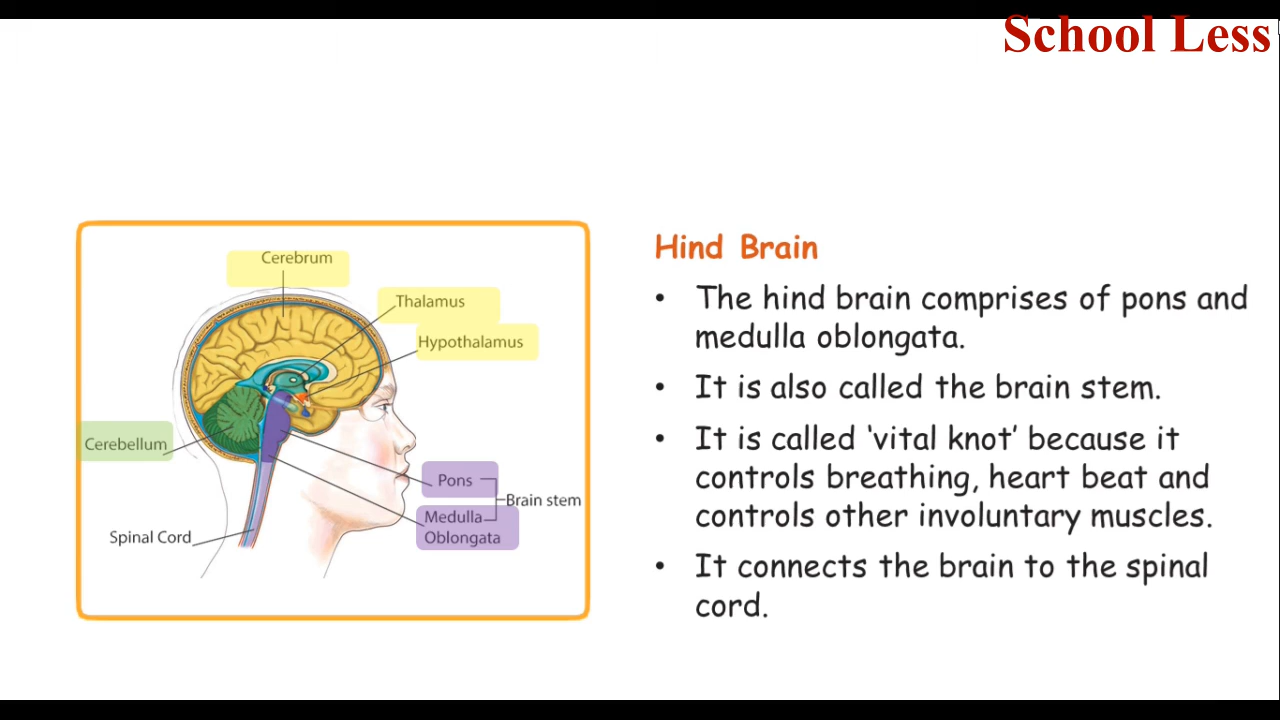 School Less
Cerebrum
Thalamus
Hypothalamus
Cerebellum
Pons
Brain stem
Medulla
Oblongata
Spinal Cord
Hind Brain
• The hind brain comprises of pons and
medulla oblongata.
• It is also called the brain stem.
• It is called ‘vital knot’ because it
controls breathing, heart beat and
controls other involuntary muscles.
• It connects the brain to the spinal
cord.